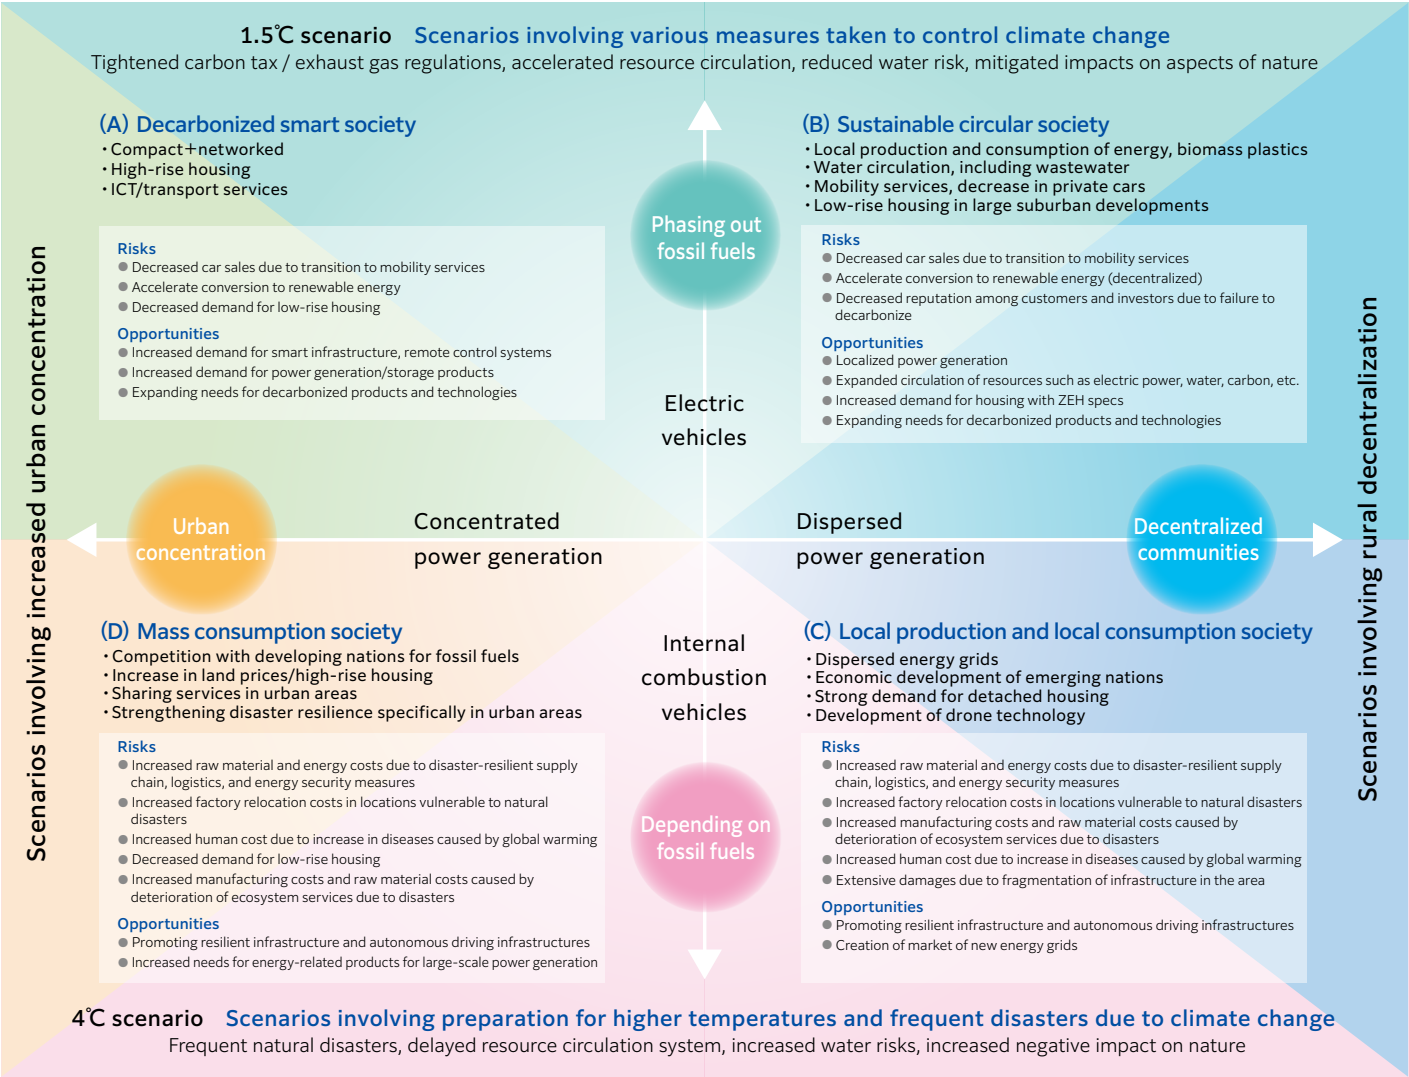 1.5℃ scenario Scenarios involving various measures taken to control climate change
Tightened carbon tax / exhaust gas regulations, accelerated resource circulation, reduced water risk, mitigated impacts on aspects of nature
Scenarios involving increased urban concentration
(A) Decarbonized smart society
・Compact+networked
・High-rise housing
・ICT/transport services
Risks
● Decreased car sales due to transition to mobility services
● Accelerate conversion to renewable energy
● Decreased demand for low-rise housing
Opportunities
● Increased demand for smart infrastructure, remote control systems
● Increased demand for power generation/storage products
● Expanding needs for decarbonized products and technologies
Phasing out
fossil fuels
Electric
vehicles
(B) Sustainable circular society
・Local production and consumption of energy, biomass plastics
・Water circulation, including wastewater
・Mobility services, decrease in private cars
・Low-rise housing in large suburban developments
Risks
● Decreased car sales due to transition to mobility services
● Accelerate conversion to renewable energy (decentralized)
● Decreased reputation among customers and investors due to failure to
decarbonize
Opportunities
● Localized power generation
● Expanded circulation of resources such as electric power, water, carbon, etc.
● Increased demand for housing with ZEH specs
● Expanding needs for decarbonized products and technologies
Scenarios involving rural decentralization
Urban
concentration
Concentrated
power generation
Dispersed
power generation
Decentralized
communities
(D) Mass consumption society
・Competition with developing nations for fossil fuels
・Increase in land prices/high-rise housing
・Sharing services in urban areas
・Strengthening disaster resilience specifically in urban areas
Risks
● Increased raw material and energy costs due to disaster-resilient supply
chain, logistics, and energy security measures
● Increased factory relocation costs in locations vulnerable to natural
disasters
● Increased human cost due to increase in diseases caused by global warming
● Decreased demand for low-rise housing
● Increased manufacturing costs and raw material costs caused by
deterioration of ecosystem services due to disasters
Opportunities
● Promoting resilient infrastructure and autonomous driving infrastructures
● Increased needs for energy-related products for large-scale power generation
Internal
combustion
vehicles
Depending on
fossil fuels
(C) Local production and local consumption society
・Dispersed energy grids
・Economic development of emerging nations
・Strong demand for detached housing
・Development of drone technology
Risks
● Increased raw material and energy costs due to disaster-resilient supply
chain, logistics, and energy security measures
● Increased factory relocation costs in locations vulnerable to natural disasters
● Increased manufacturing costs and raw material costs caused by
deterioration of ecosystem services due to disasters
● Increased human cost due to increase in diseases caused by global warming
● Extensive damages due to fragmentation of infrastructure in the area
Opportunities
● Promoting resilient infrastructure and autonomous driving infrastructures
● Creation of market of new energy grids
4℃ scenario Scenarios involving preparation for higher temperatures and frequent disasters due to climate change
Frequent natural disasters, delayed resource circulation system, increased water risks, increased negative impact on nature